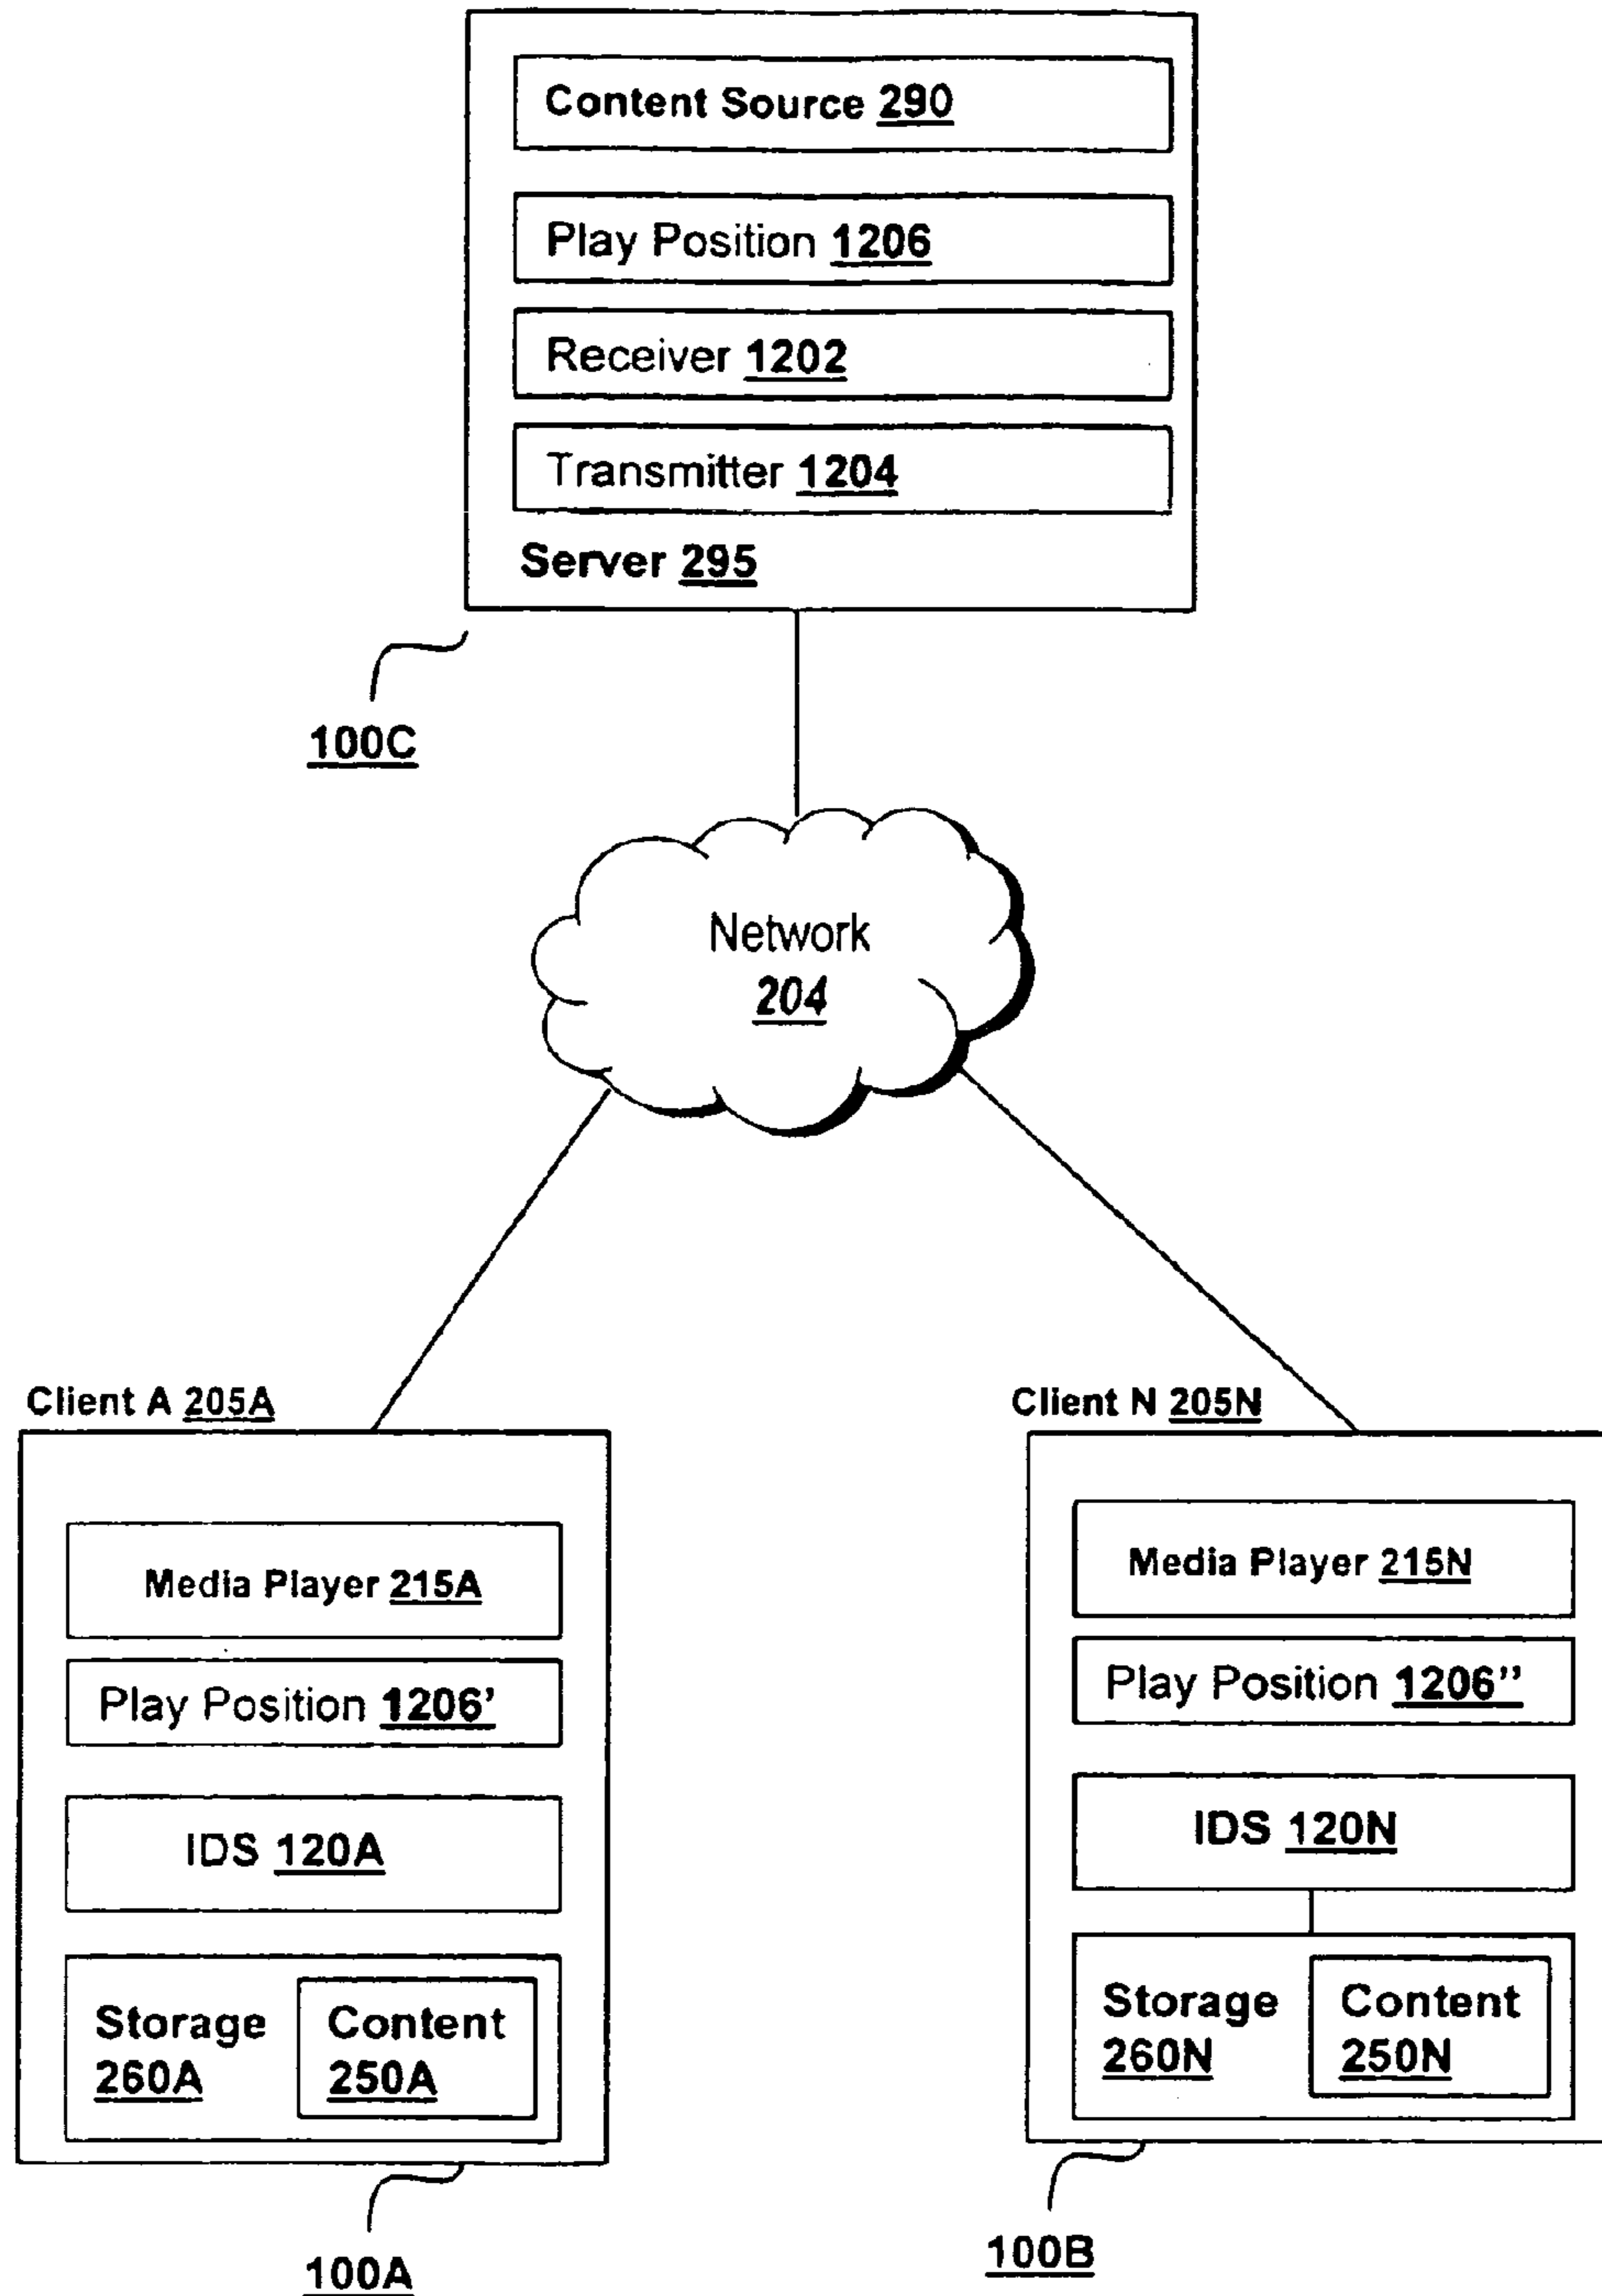 Content Source 290
Play Position 1206
Receiver 1202
Transmitter 1204
Server 295
100C
Network
204
Client A 205A
Media Player 215A
Play Position 1206'
IDS 120A
Storage
260A
Content
250A
100A
Client N 205N
Media Player 215N
Play Position 1206"
IDS 120N
Storage
260N
Content
250N
100B